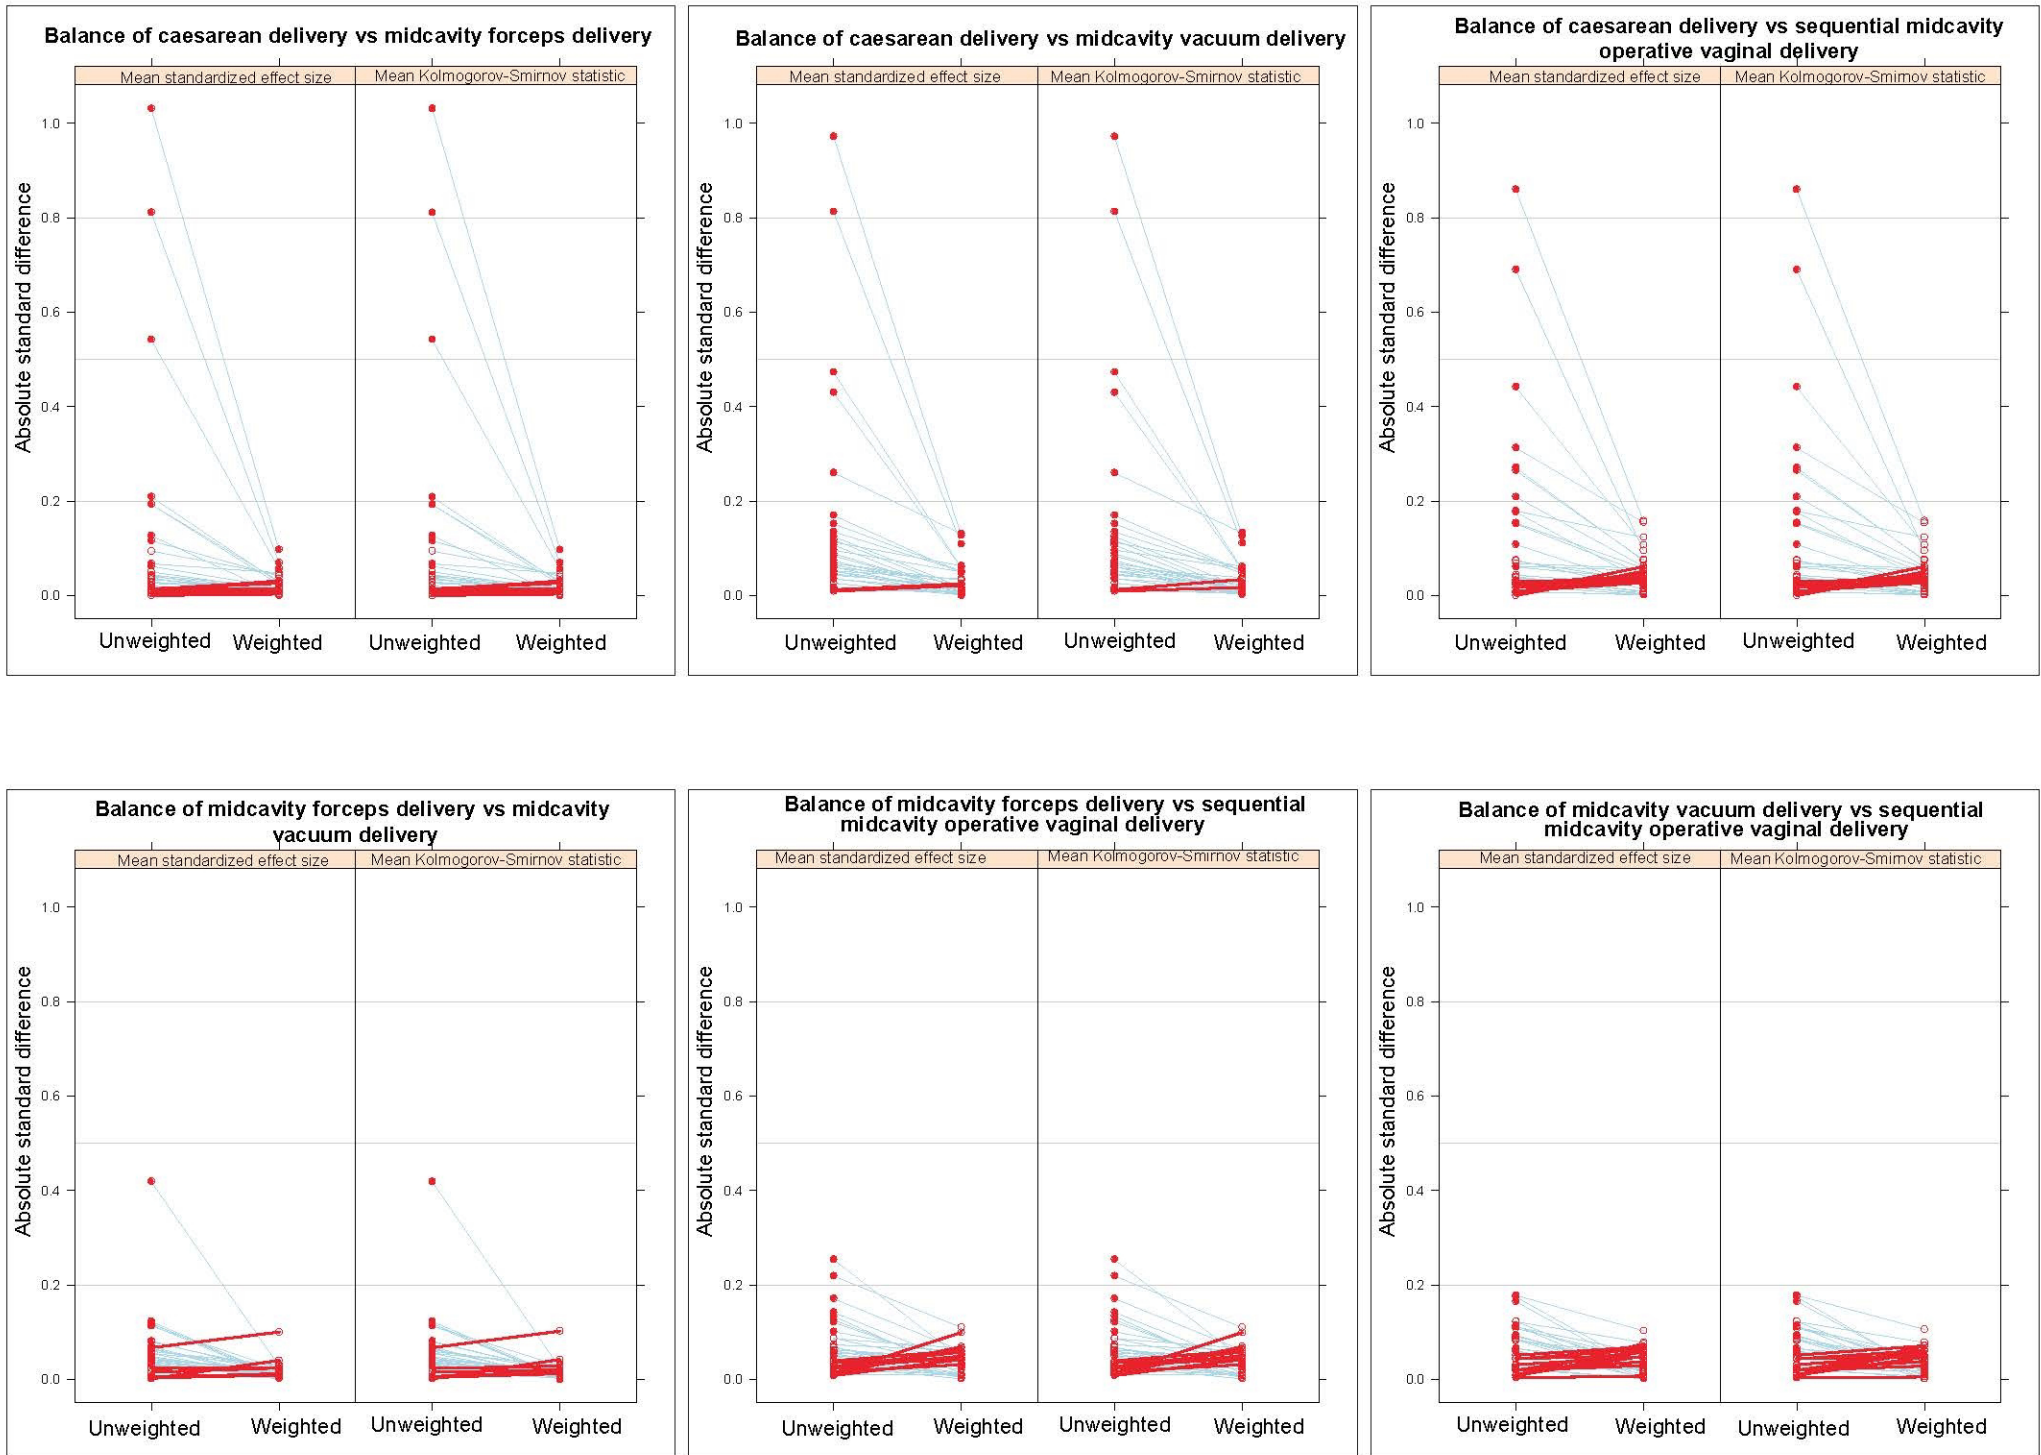 Balance of caesarean delivery vs midcavity forceps delivery
Mean standardized effect size
Mean Kolmogorov-Smirnov statistic
Absolute standard difference
1.0
0.8
0.6
0.4
0.2
0.0
Unweighted
Weighted
Unweighted
Weighted
Balance of caesarean delivery vs midcavity vacuum delivery
Mean standardized effect size
Mean Kolmogorov-Smirnov statistic
Absolute standard difference
1.0
0.8
0.6
0.4
0.2
0.0
Unweighted
Weighted
Unweighted
Weighted
Balance of caesarean delivery vs sequential midcavity
operative vaginal delivery
Mean standardized effect size
Mean Kolmogorov-Smirnov statistic
Absolute standard difference
1.0
0.8
0.6
0.4
0.2
0.0
Unweighted
Weighted
Unweighted
Weighted
Balance of midcavity forceps delivery vs midcavity
vacuum delivery
Mean standardized effect size
Mean Kolmogorov-Smirnov statistic
Absolute standard difference
1.0
0.8
0.6
0.4
0.2
0.0
Unweighted
Weighted
Unweighted
Weighted
Balance of midcavity forceps delivery vs sequential
midcavity operative vaginal delivery
Mean standardized effect size
Mean Kolmogorov-Smirnov statistic
Absolute standard difference
1.0
0.8
0.6
0.4
0.2
0.0
Unweighted
Weighted
Unweighted
Weighted
Balance of midcavity vacuum delivery vs sequential
midcavity operative vaginal delivery
Mean standardized effect size
Mean Kolmogorov-Smirnov statistic
Absolute standard difference
1.0
0.8
0.6
0.4
0.2
0.0
Unweighted
Weighted
Unweighted
Weighted